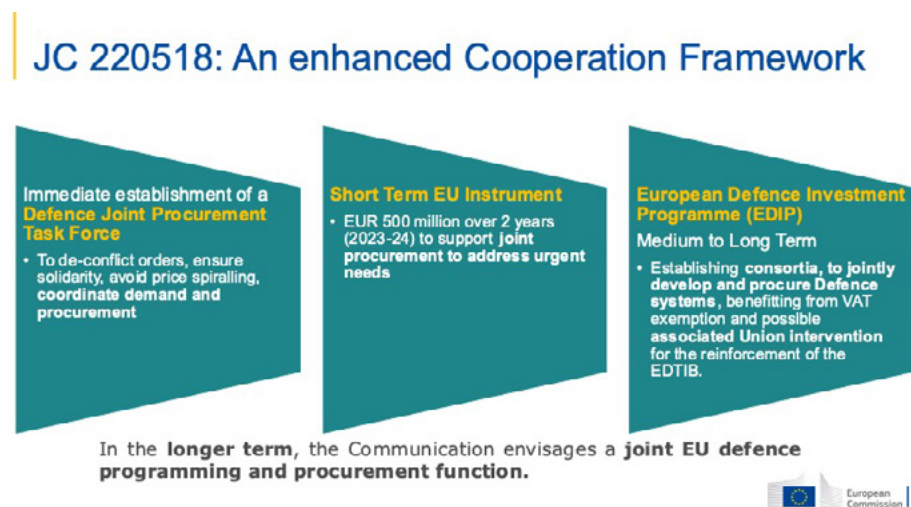 JC 220518: An enhanced Cooperation Framework
Immediate establishment of a
Defence Joint Procurement
Task Force
• To de-conflict orders, ensure
solidarity, avoid price spiralling,
coordinate demand and
procurement
Short Term EU Instrument
• EUR 500 million over 2 years
(2023-24) to support joint
procurement to address urgent
needs
European Defence Investment
Programme (EDIP)
Medium to Long Term
• Establishing consortia, to jointly
develop and procure Defence
systems, benefitting from VAT
exemption and possible
associated Union intervention
for the reinforcement of the
EDTIB.
In the longer term, the Communication envisages a joint EU defence
programming and procurement function.
European
Commission